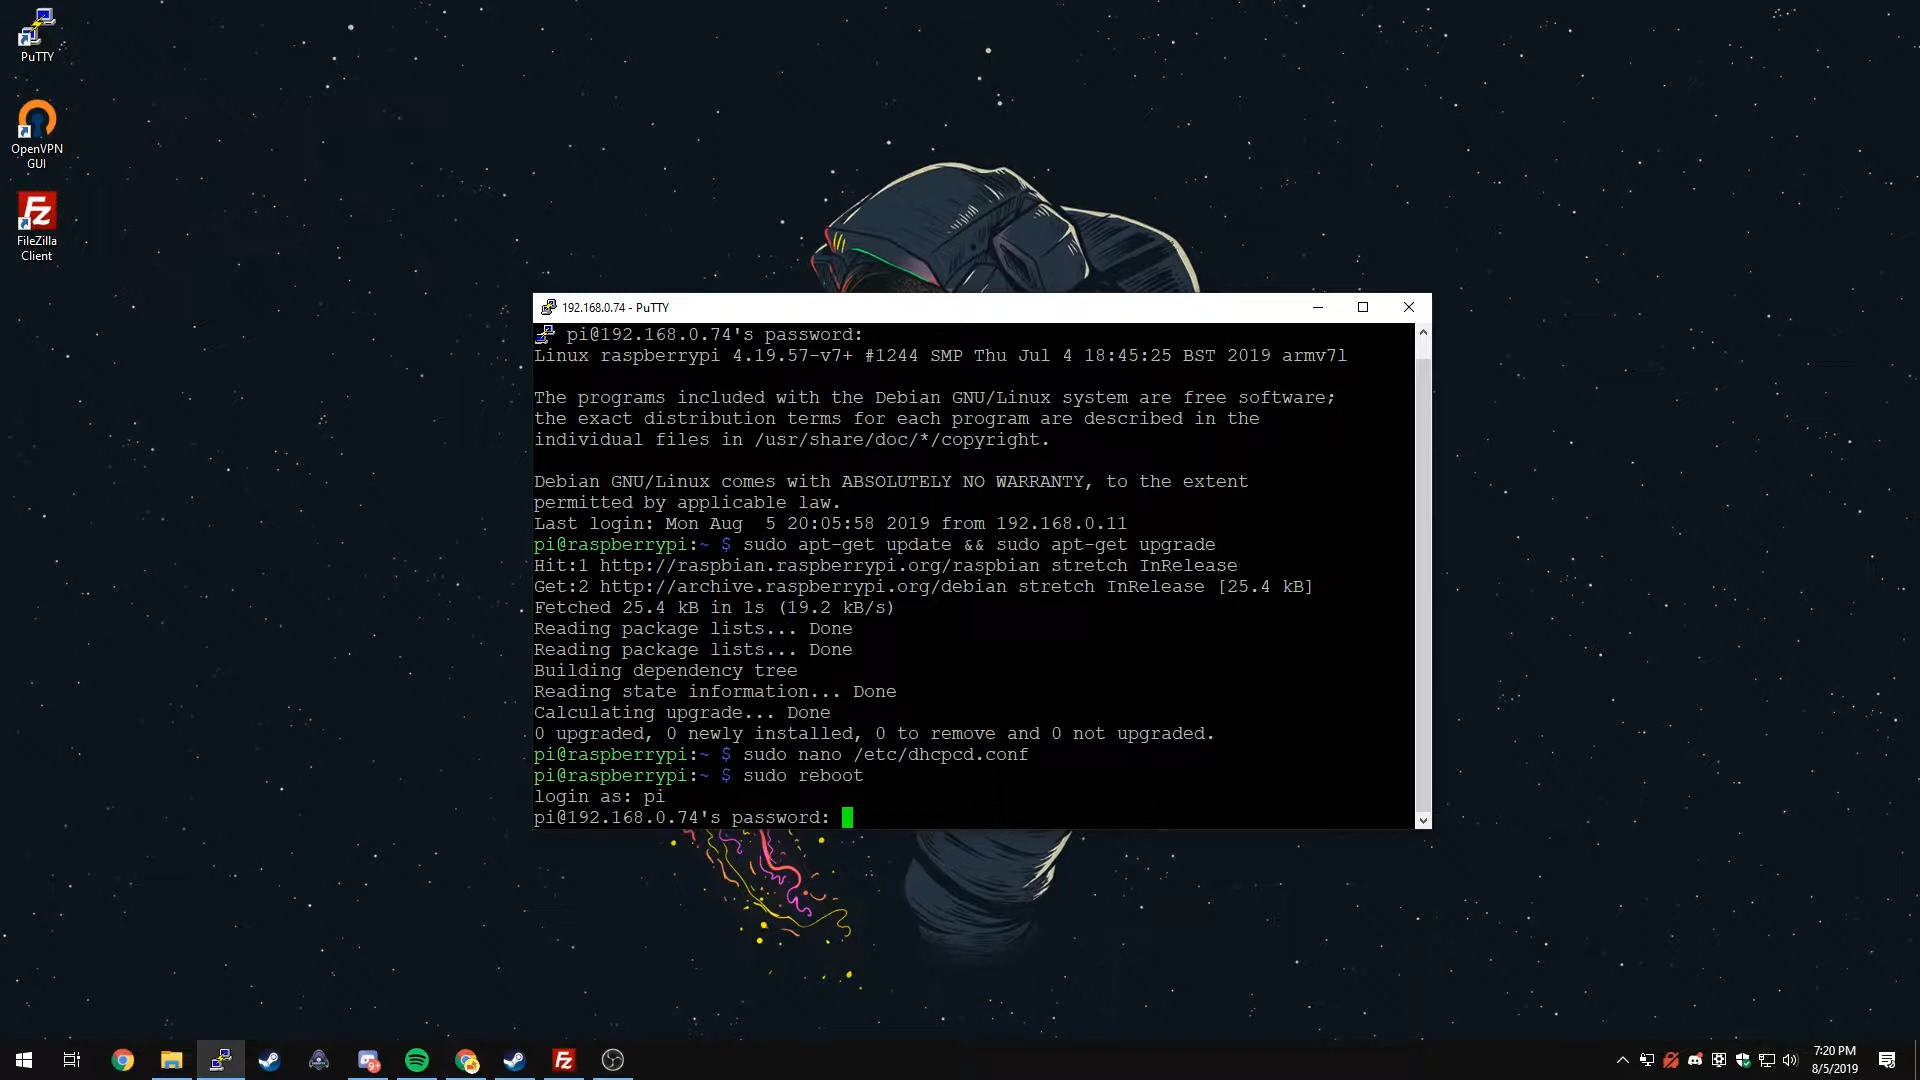 PuTTY
OpenVPN
GUI
FileZilla
Client
192.168.0.74 - PuTTY
pi@192.168.0.74's password:
Linux raspberrypi 4.19.57-v7+ #1244 SMP Thu Jul 4 18:45:25 BST 2019 armv7l
The programs included with the Debian GNU/Linux system are free software;
the exact distribution terms for each program are described in the
individual files in /usr/share/doc/*/copyright.
Debian GNU/Linux comes with ABSOLUTELY NO WARRANTY, to the extent
permitted by applicable law.
Last login: Mon Aug  5 20:05:58 2019 from 192.168.0.11
pi@raspberrypi:~ $ sudo apt-get update && sudo apt-get upgrade
Hit:1 http://raspbian.raspberrypi.org/raspbian stretch InRelease
Get:2 http://archive.raspberrypi.org/debian stretch InRelease [25.4 kB]
Fetched 25.4 kB in 1s (19.2 kB/s)
Reading package lists... Done
Reading package lists... Done
Building dependency tree
Reading state information... Done
Calculating upgrade... Done
0 upgraded, 0 newly installed, 0 to remove and 0 not upgraded.
pi@raspberrypi:~ $ sudo nano /etc/dhcpcd.conf
pi@raspberrypi:~ $ sudo reboot
login as: pi
pi@192.168.0.74's password:
7:20 PM
8/5/2019